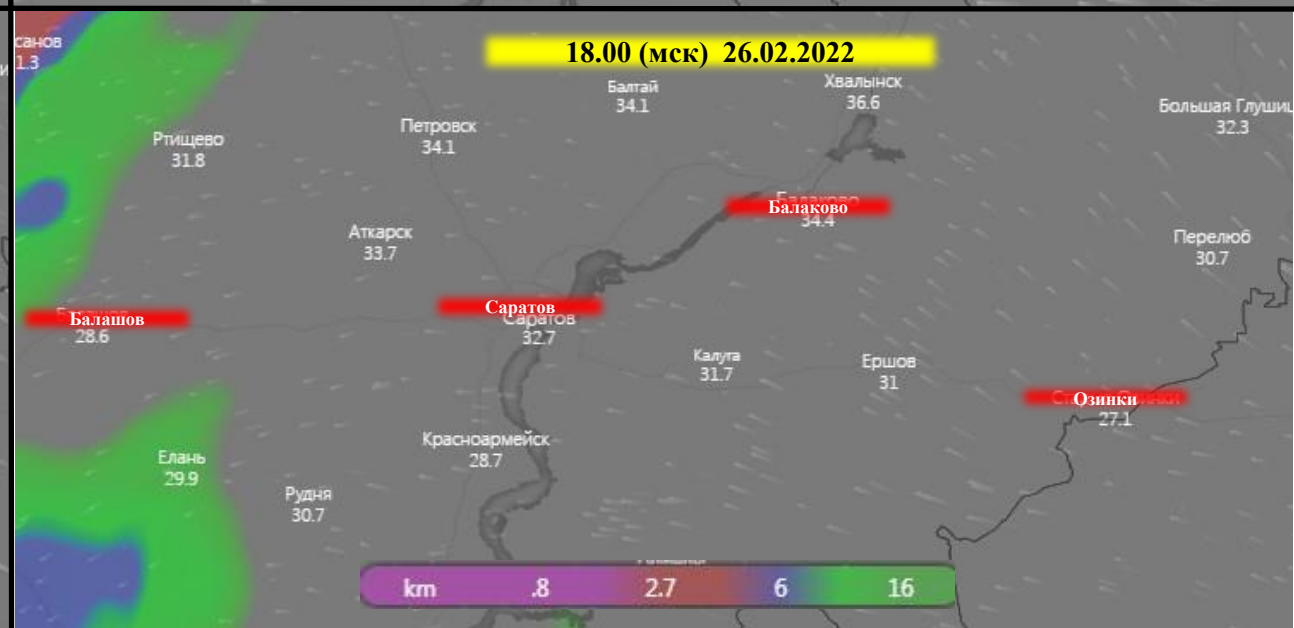 18.00 (мск) 26.02.2022
санов
1.3
Балтай
34.1
Хвалынск
36.6
Большая Глушиц
32.3
Ртищево
31.8
Петровск
34.1
Балаково
34.4
Аткарск
33.7
Перелюб
30.7
Балашов
28.6
Саратов
Саратов
32.7
Калуга
31.7
Ершов
31
Озинки
27.1
Красноармейск
28.7
Елань
29.9
Рудня
30.7
km .8 2.7 6 16